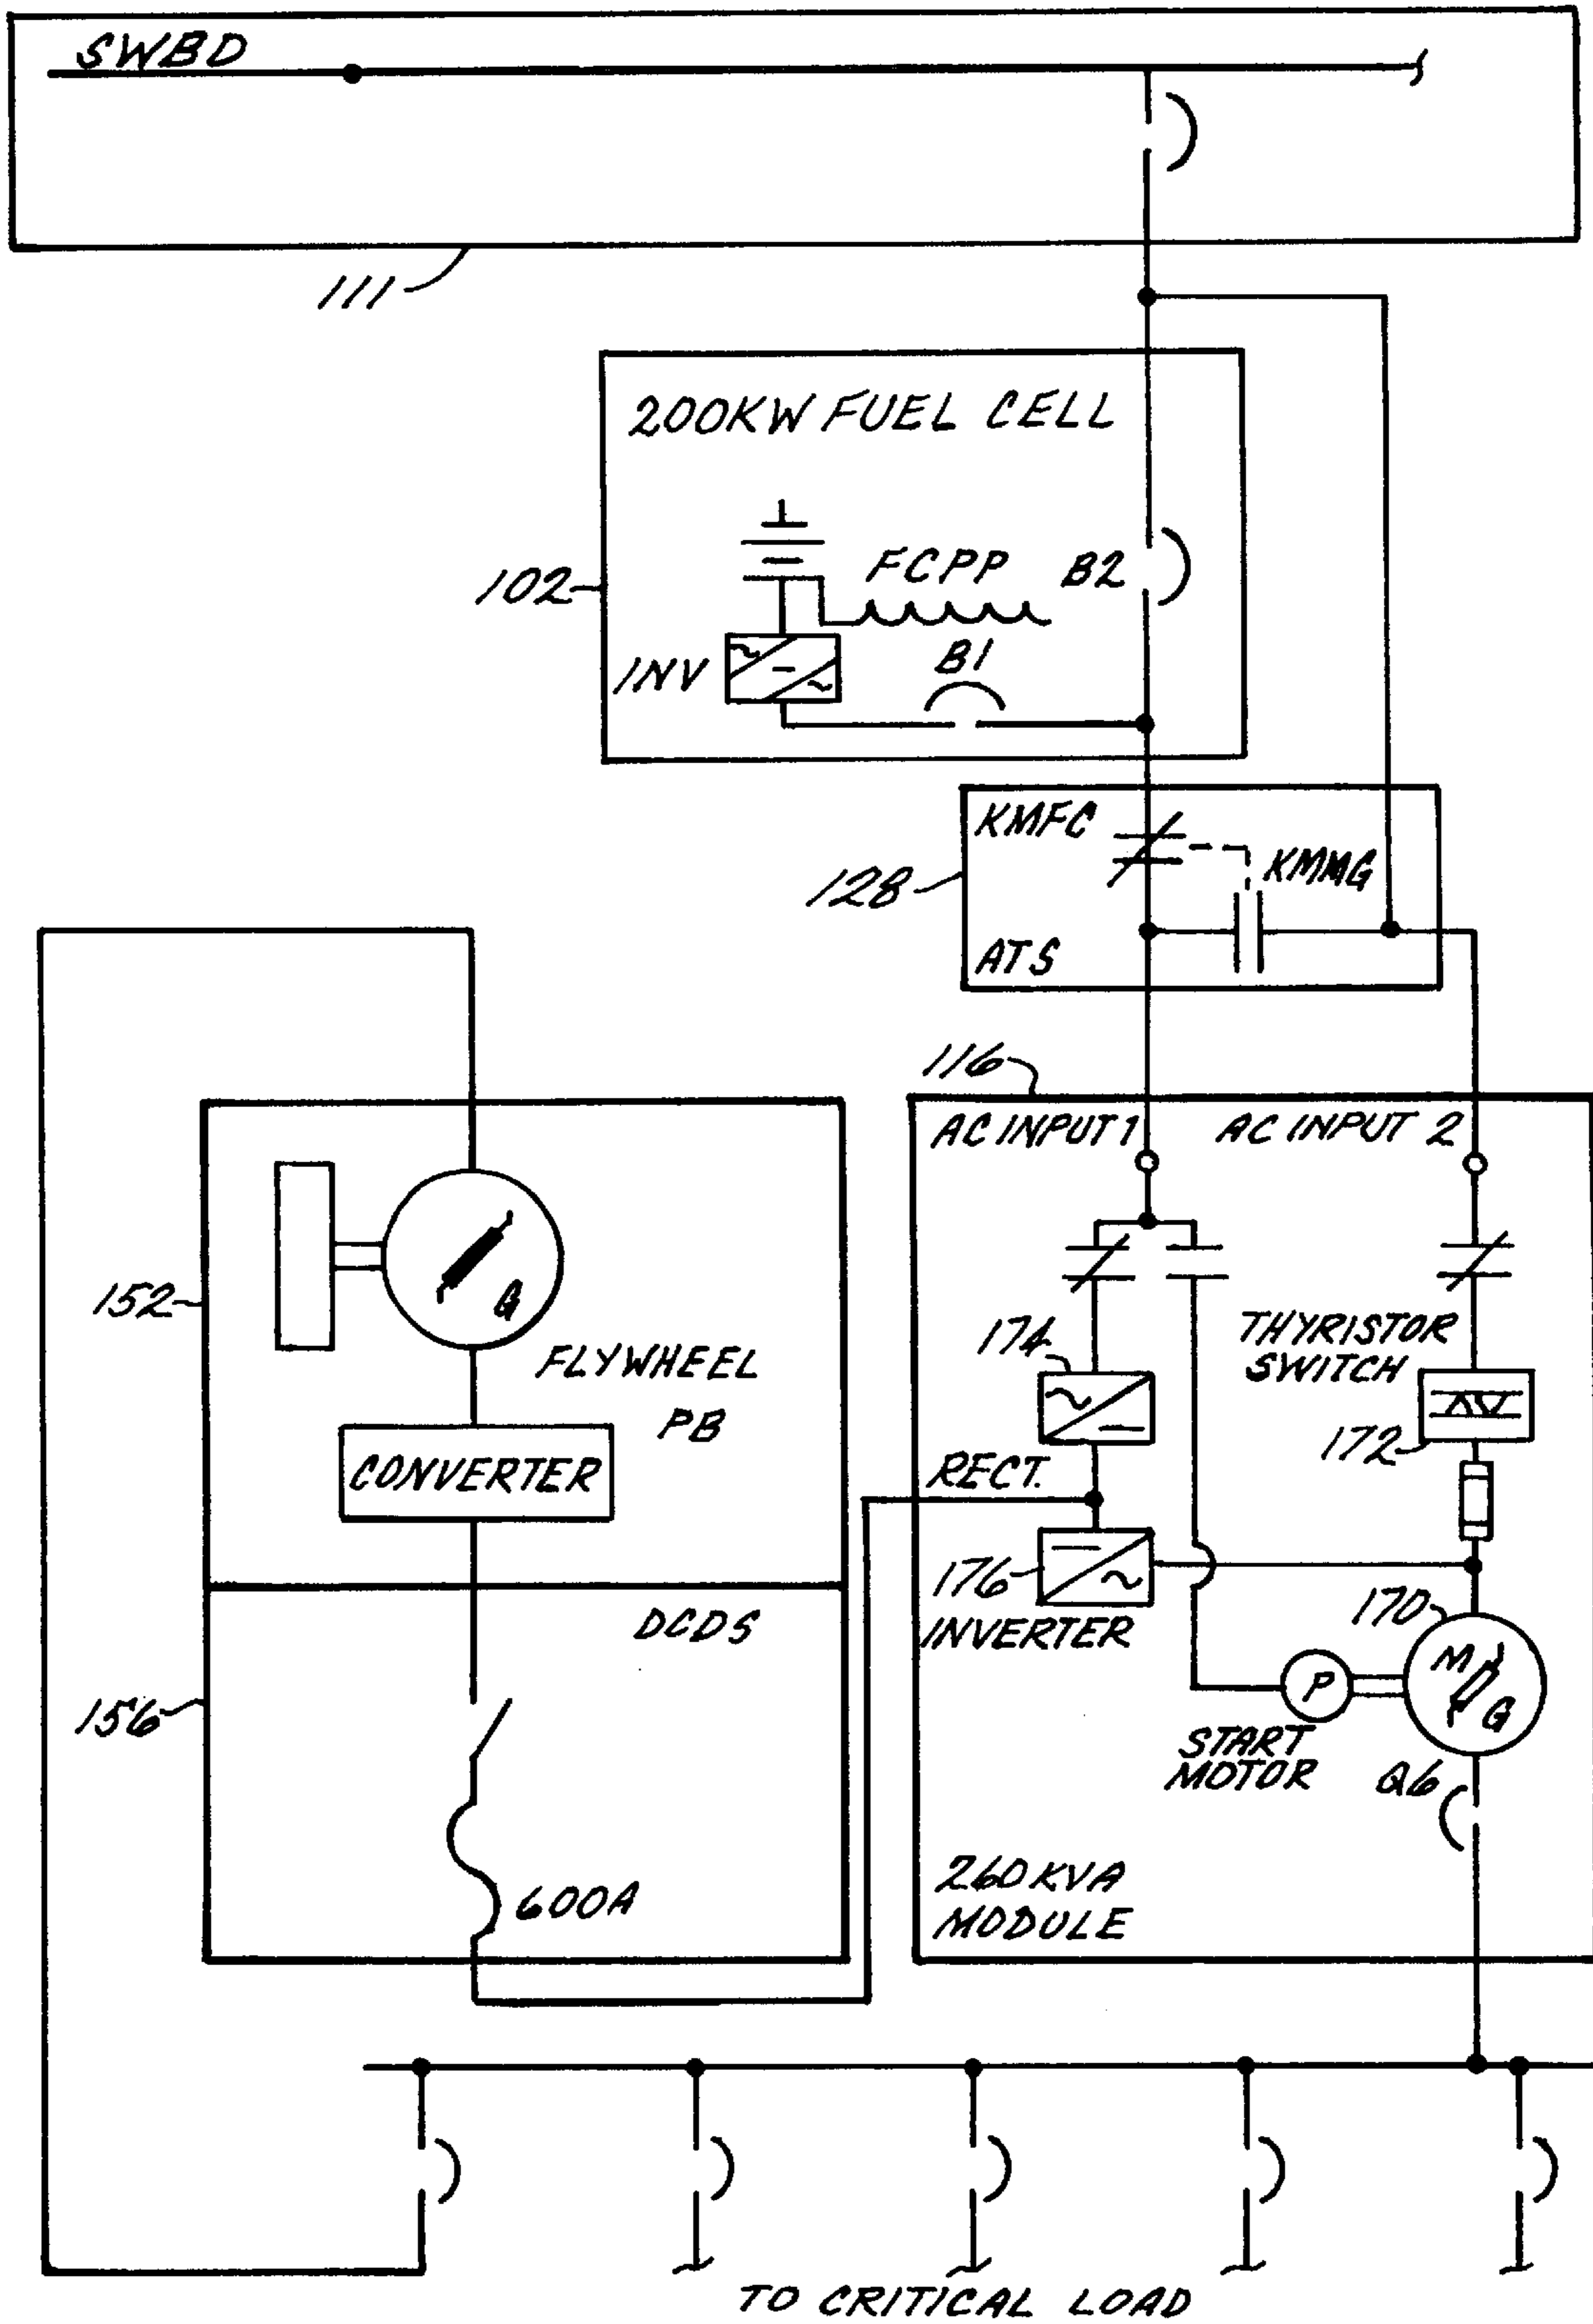 SWBD
111
200KW FUEL CELL
FCPP
B2
102
INV
B1
KMFC
KMMG
128
ATS
116
AC INPUT 1
AC INPUT 2
152
G
FLYWHEEL
PB
CONVERTER
174
THYRISTOR
SWITCH
172
RECT.
176
INVERTER
170
DCDS
156
P
M
G
START
MOTOR
Q6
600A
260KVA
MODULE
TO CRITICAL LOAD